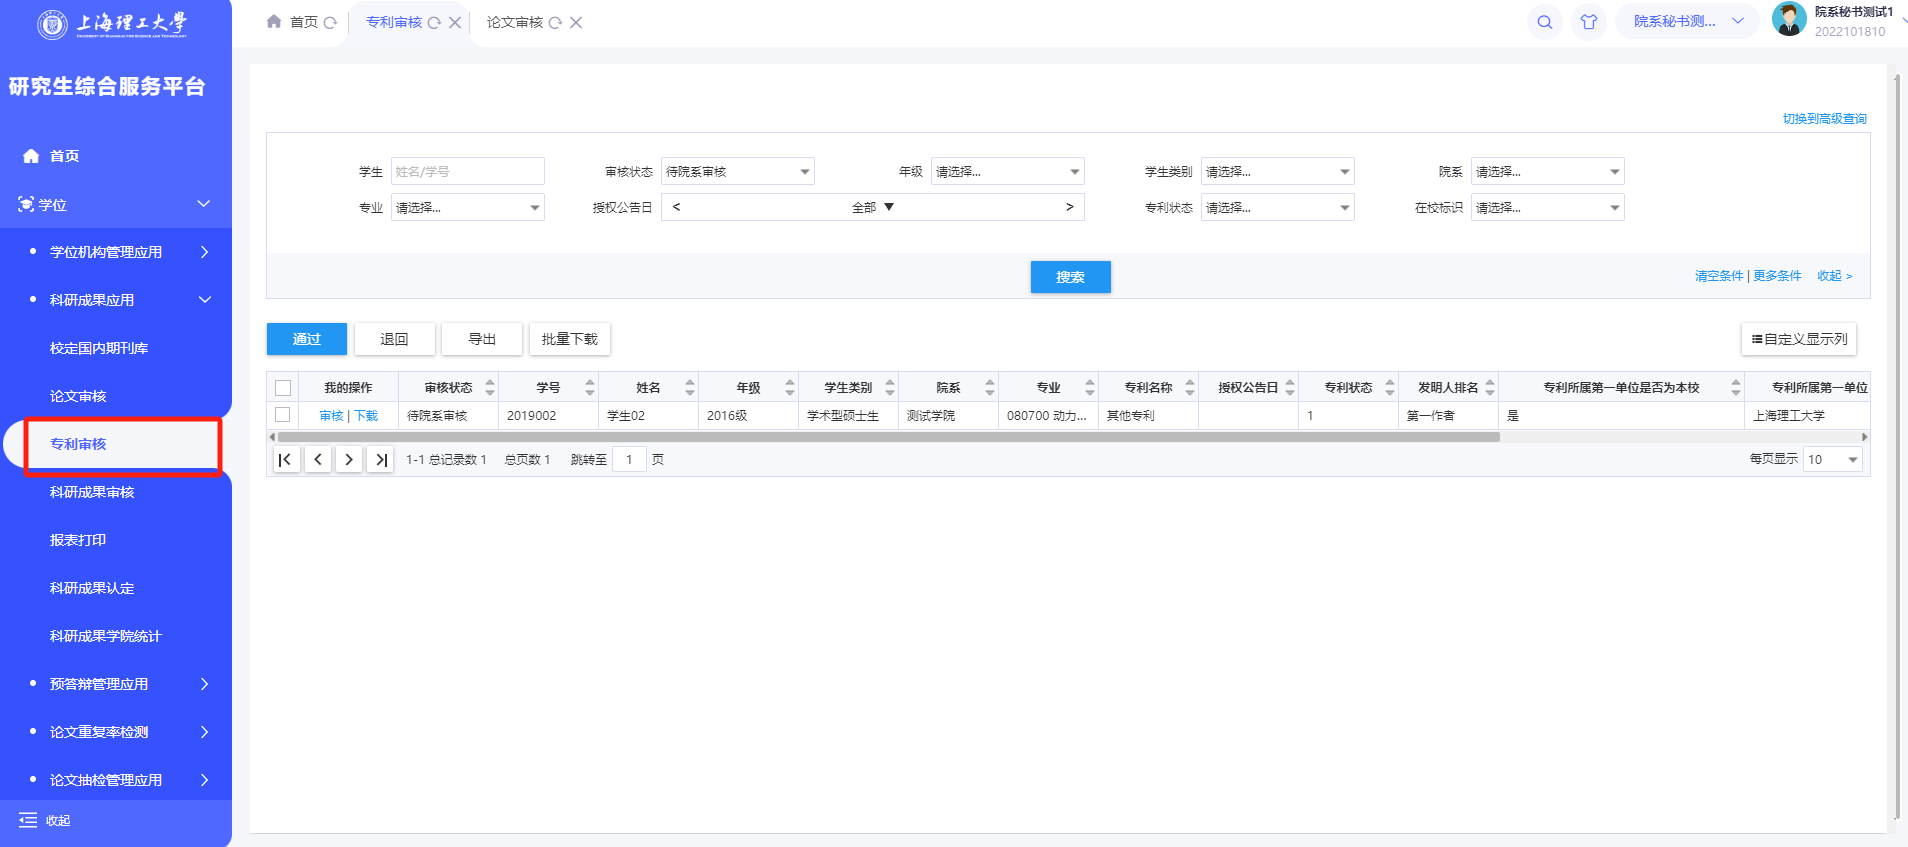 上海理工大學
UNIVERSITY OF SHANGHAI FOR SCIENCE AND TECHNOLOGY
研究生综合服务平台
首页
学位
学位机构管理应用
科研成果应用
校定国内期刊库
论文审核
专利审核
科研成果审核
报表打印
科研成果认定
科研成果学院统计
预答辩管理应用
论文重复率检测
论文抽检管理应用
收起
首页 专利审核 论文审核
院系秘书测... 院系秘书测试1
2022101810
切换到高级查询
学生 姓名/学号 审核状态 待院系审核 年级 请选择... 学生类别 请选择... 院系 请选择...
专业 请选择... 授权公告日 < 全部 ▼ > 专利状态 请选择... 在校标识 请选择...
搜索 清空条件 | 更多条件 收起 >
通过 退回 导出 批量下载 自定义显示列
我的操作 审核状态 学号 姓名 年级 学生类别 院系 专业 专利名称 授权公告日 专利状态 发明人排名 专利所属第一单位是否为本校 专利所属第一单位
审核 | 下载 待院系审核 2019002 学生02 2016级 学术型硕士生 测试学院 080700 动力... 其他专利 1 第一作者 是 上海理工大学
1-1 总记录数 1 总页数 1 跳转至 1 页 每页显示 10